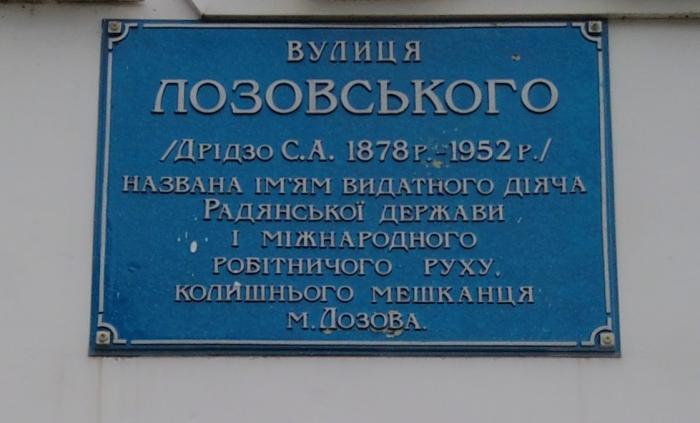 ВУЛИЦЯ
ЛОЗОВСЬКОГО
/ДРІДЗО С.А. 1878 Р. - 1952 Р./
НАЗВАНА ІМ'ЯМ ВИДАТНОГО ДІЯЧА
РАДЯНСЬКОЇ ДЕРЖАВИ
І МІЖНАРОДНОГО
РОБІТНИЧОГО РУХУ,
КОЛИШНЬОГО МЕШКАНЦЯ
М. ЛОЗОВА.